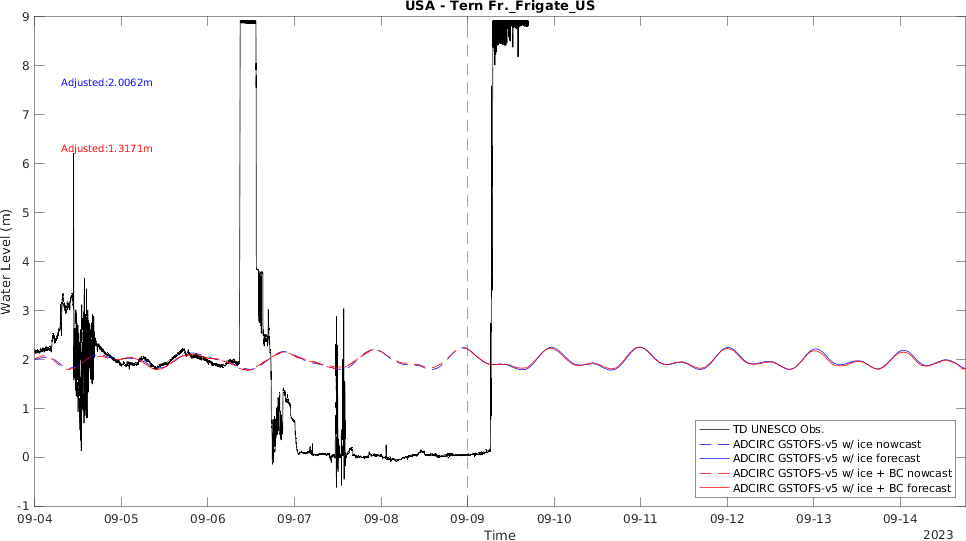 USA - Tern Fr._Frigate_US
9
8
7
6
5
4
3
2
1
0
-1
Water Level (m)
Adjusted:2.0062m
Adjusted:1.3171m
TD UNESCO Obs.
ADCIRC GSTOFS-v5 w/ ice nowcast
ADCIRC GSTOFS-v5 w/ ice forecast
ADCIRC GSTOFS-v5 w/ ice + BC nowcast
ADCIRC GSTOFS-v5 w/ ice + BC forecast
09-04 09-05 09-06 09-07 09-08 09-09 09-10 09-11 09-12 09-13 09-14
Time
2023